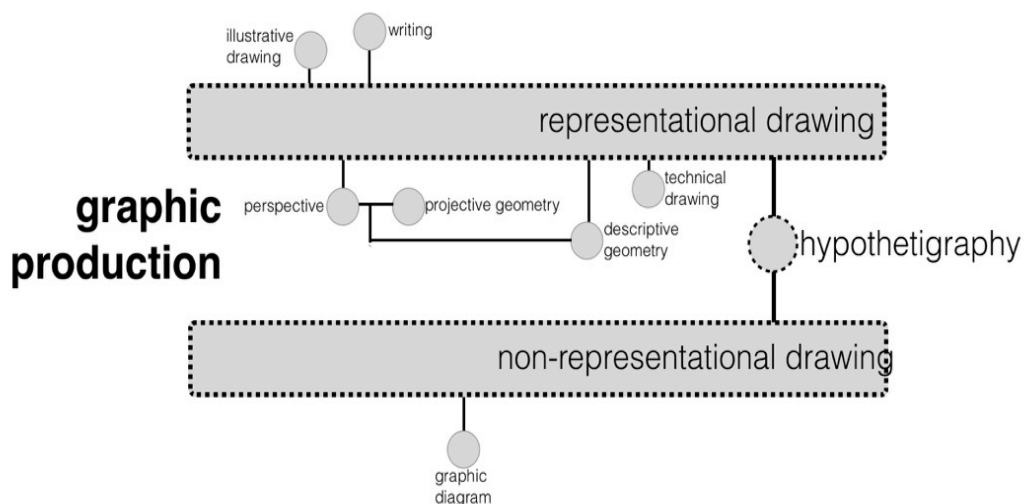 illustrative
drawing
writing
representational drawing
graphic
production
perspective
projective geometry
technical
drawing
descriptive
geometry
hypothetigraphy
non-representational drawing
graphic
diagram